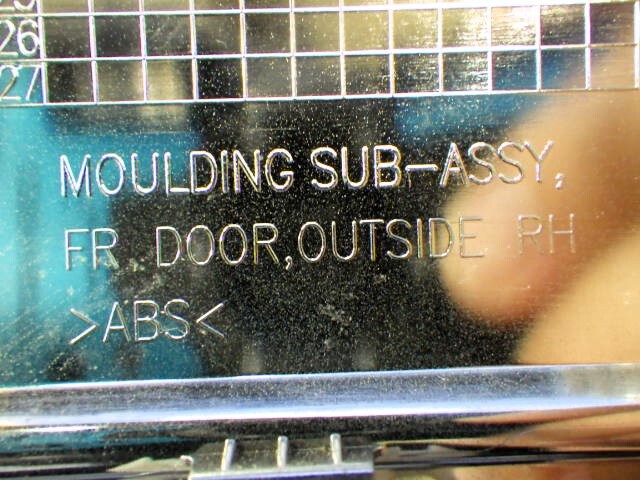 26
27
MOULDING SUB-ASSY,
FR DOOR,OUTSIDE RH
>ABS<